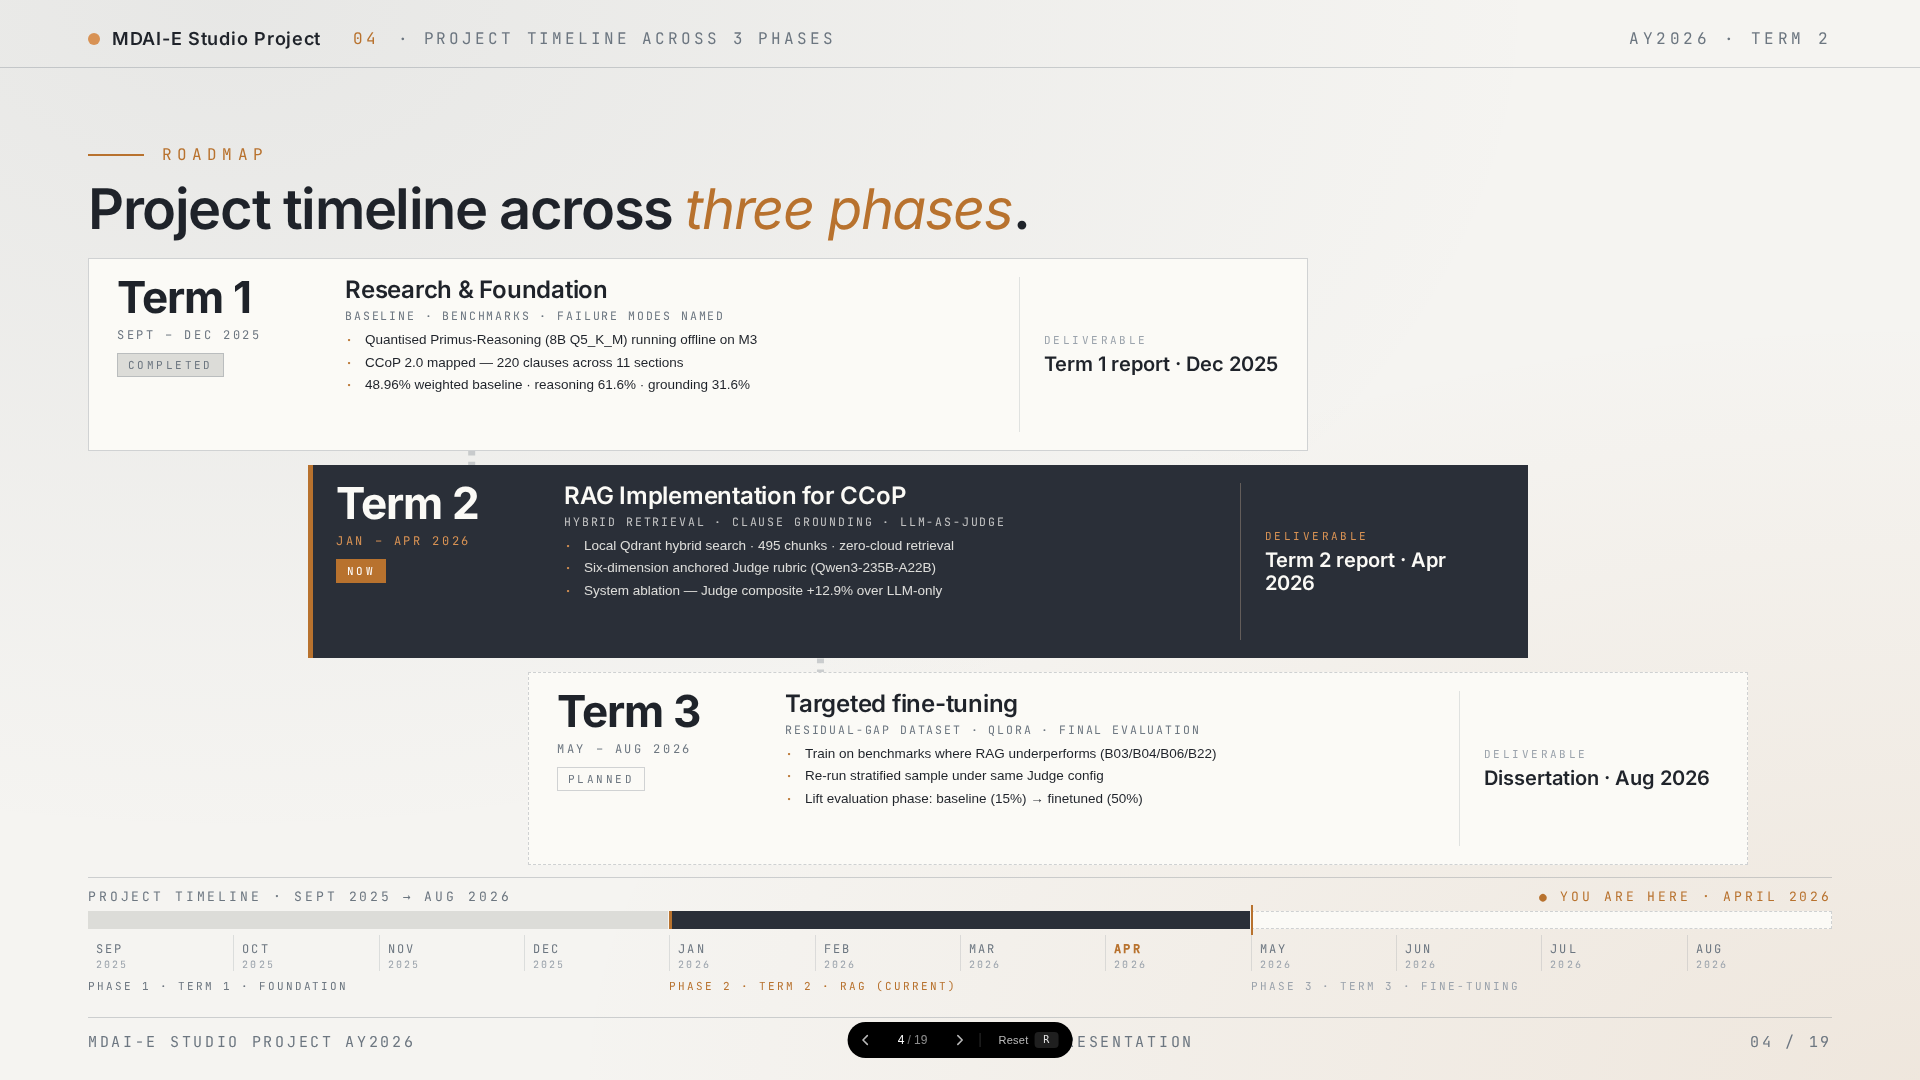 MDAI-E Studio Project 04 · PROJECT TIMELINE ACROSS 3 PHASES AY2026 · TERM 2
ROADMAP
Project timeline across three phases.
Term 1
SEPT – DEC 2025
COMPLETED
Research & Foundation
BASELINE · BENCHMARKS · FAILURE MODES NAMED
· Quantised Primus-Reasoning (8B Q5_K_M) running offline on M3
· CCoP 2.0 mapped — 220 clauses across 11 sections
· 48.96% weighted baseline · reasoning 61.6% · grounding 31.6%
DELIVERABLE
Term 1 report · Dec 2025
Term 2
JAN – APR 2026
NOW
RAG Implementation for CCoP
HYBRID RETRIEVAL · CLAUSE GROUNDING · LLM-AS-JUDGE
· Local Qdrant hybrid search · 495 chunks · zero-cloud retrieval
· Six-dimension anchored Judge rubric (Qwen3-235B-A22B)
· System ablation — Judge composite +12.9% over LLM-only
DELIVERABLE
Term 2 report · Apr
2026
Term 3
MAY – AUG 2026
PLANNED
Targeted fine-tuning
RESIDUAL-GAP DATASET · QLORA · FINAL EVALUATION
· Train on benchmarks where RAG underperforms (B03/B04/B06/B22)
· Re-run stratified sample under same Judge config
· Lift evaluation phase: baseline (15%) → finetuned (50%)
DELIVERABLE
Dissertation · Aug 2026
PROJECT TIMELINE · SEPT 2025 → AUG 2026 ● YOU ARE HERE · APRIL 2026
SEP OCT NOV DEC JAN FEB MAR APR MAY JUN JUL AUG
2025 2025 2025 2025 2026 2026 2026 2026 2026 2026 2026 2026
PHASE 1 · TERM 1 · FOUNDATION PHASE 2 · TERM 2 · RAG (CURRENT) PHASE 3 · TERM 3 · FINE-TUNING
MDAI-E STUDIO PROJECT AY2026 4 / 19 Reset R ESENTATION 04 / 19